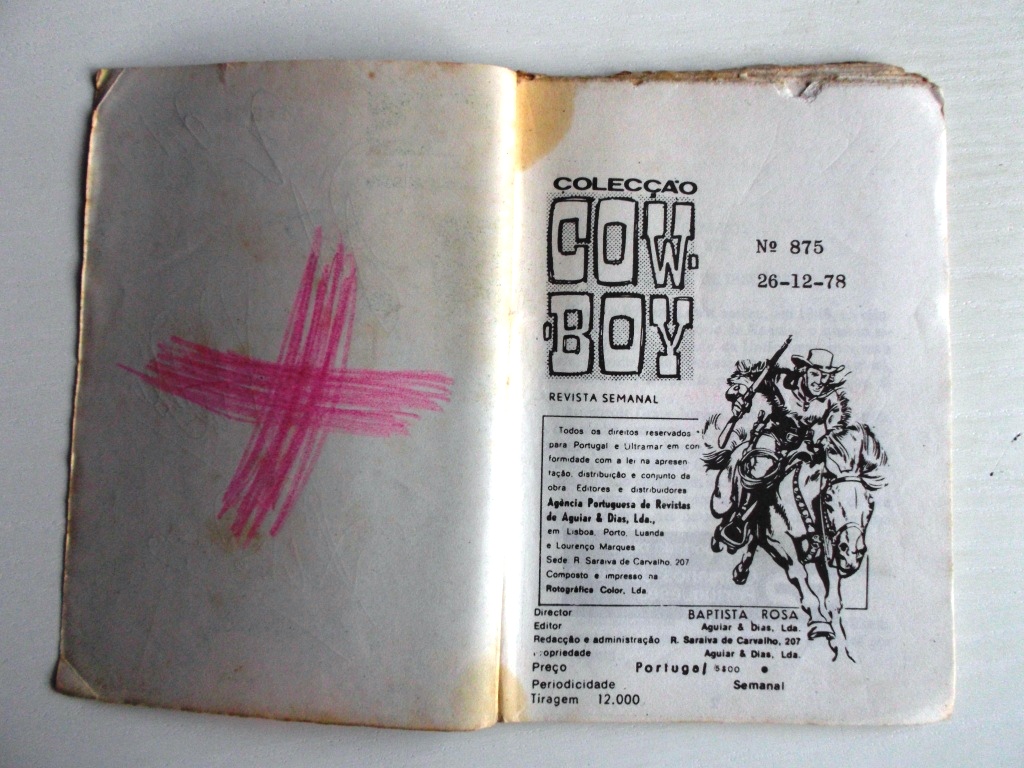 COLECÇÃO
COW-
-BOY
Nº 875
26-12-78
REVISTA SEMANAL
Todos os direitos reservados
para Portugal e Ultramar em con
formidade com a lei na apresen
tação, distribuição e conjunto da
obra. Editores e distribuidores
Agência Portuguesa de Revistas
de Aguiar & Dias, Lda.,
em Lisboa, Porto, Luanda
e Lourenço Marques
Sede R. Saraiva de Carvalho, 207
Composto e impresso na
Rotográfica Color, Lda.
Director BAPTISTA ROSA
Editor Aguiar & Dias, Lda.
Redacção e administração R. Saraiva de Carvalho, 207
ropriedade Aguiar & Dias, Lda.
Preço Portugal 5$00
Periodicidade Semanal
Tiragem 12.000